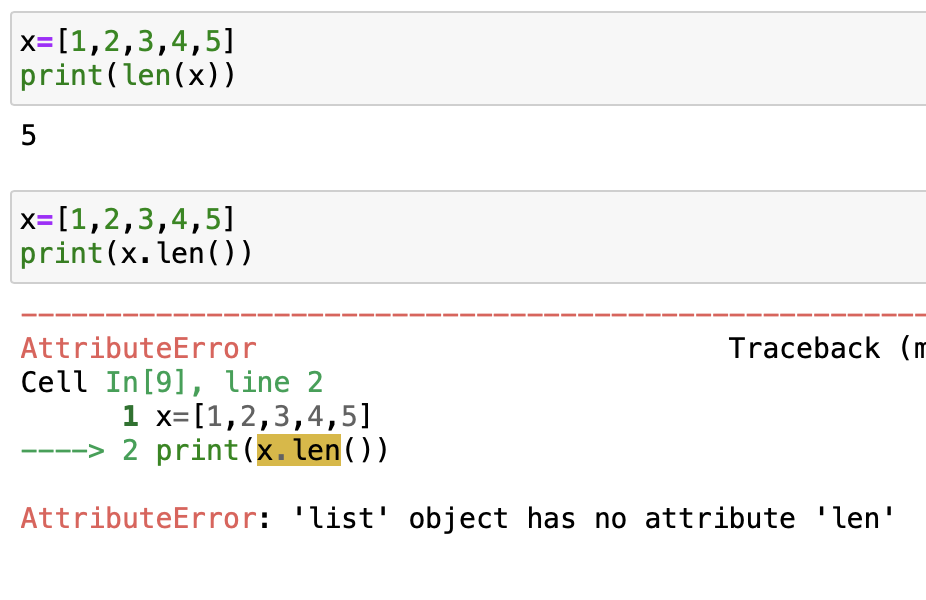 x=[1,2,3,4,5]
print(len(x))
5
x=[1,2,3,4,5]
print(x.len())
AttributeError Traceback (m
Cell In[9], line 2
1 x=[1,2,3,4,5]
----> 2 print(x.len())
AttributeError: 'list' object has no attribute 'len'